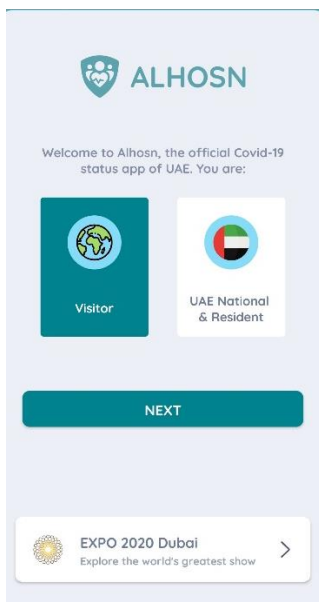 ALHOSN
Welcome to Alhosn, the official Covid-19
status app of UAE. You are:
Visitor
UAE National
& Resident
NEXT
EXPO 2020 Dubai
Explore the world's greatest show